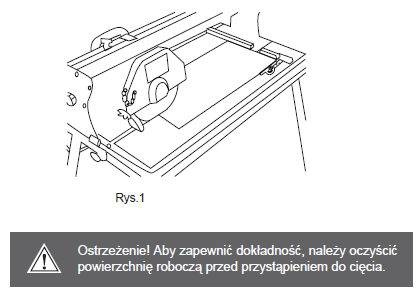 Rys.1
Ostrzeżenie! Aby zapewnić dokładność, należy oczyścić
powierzchnię roboczą przed przystąpieniem do cięcia.